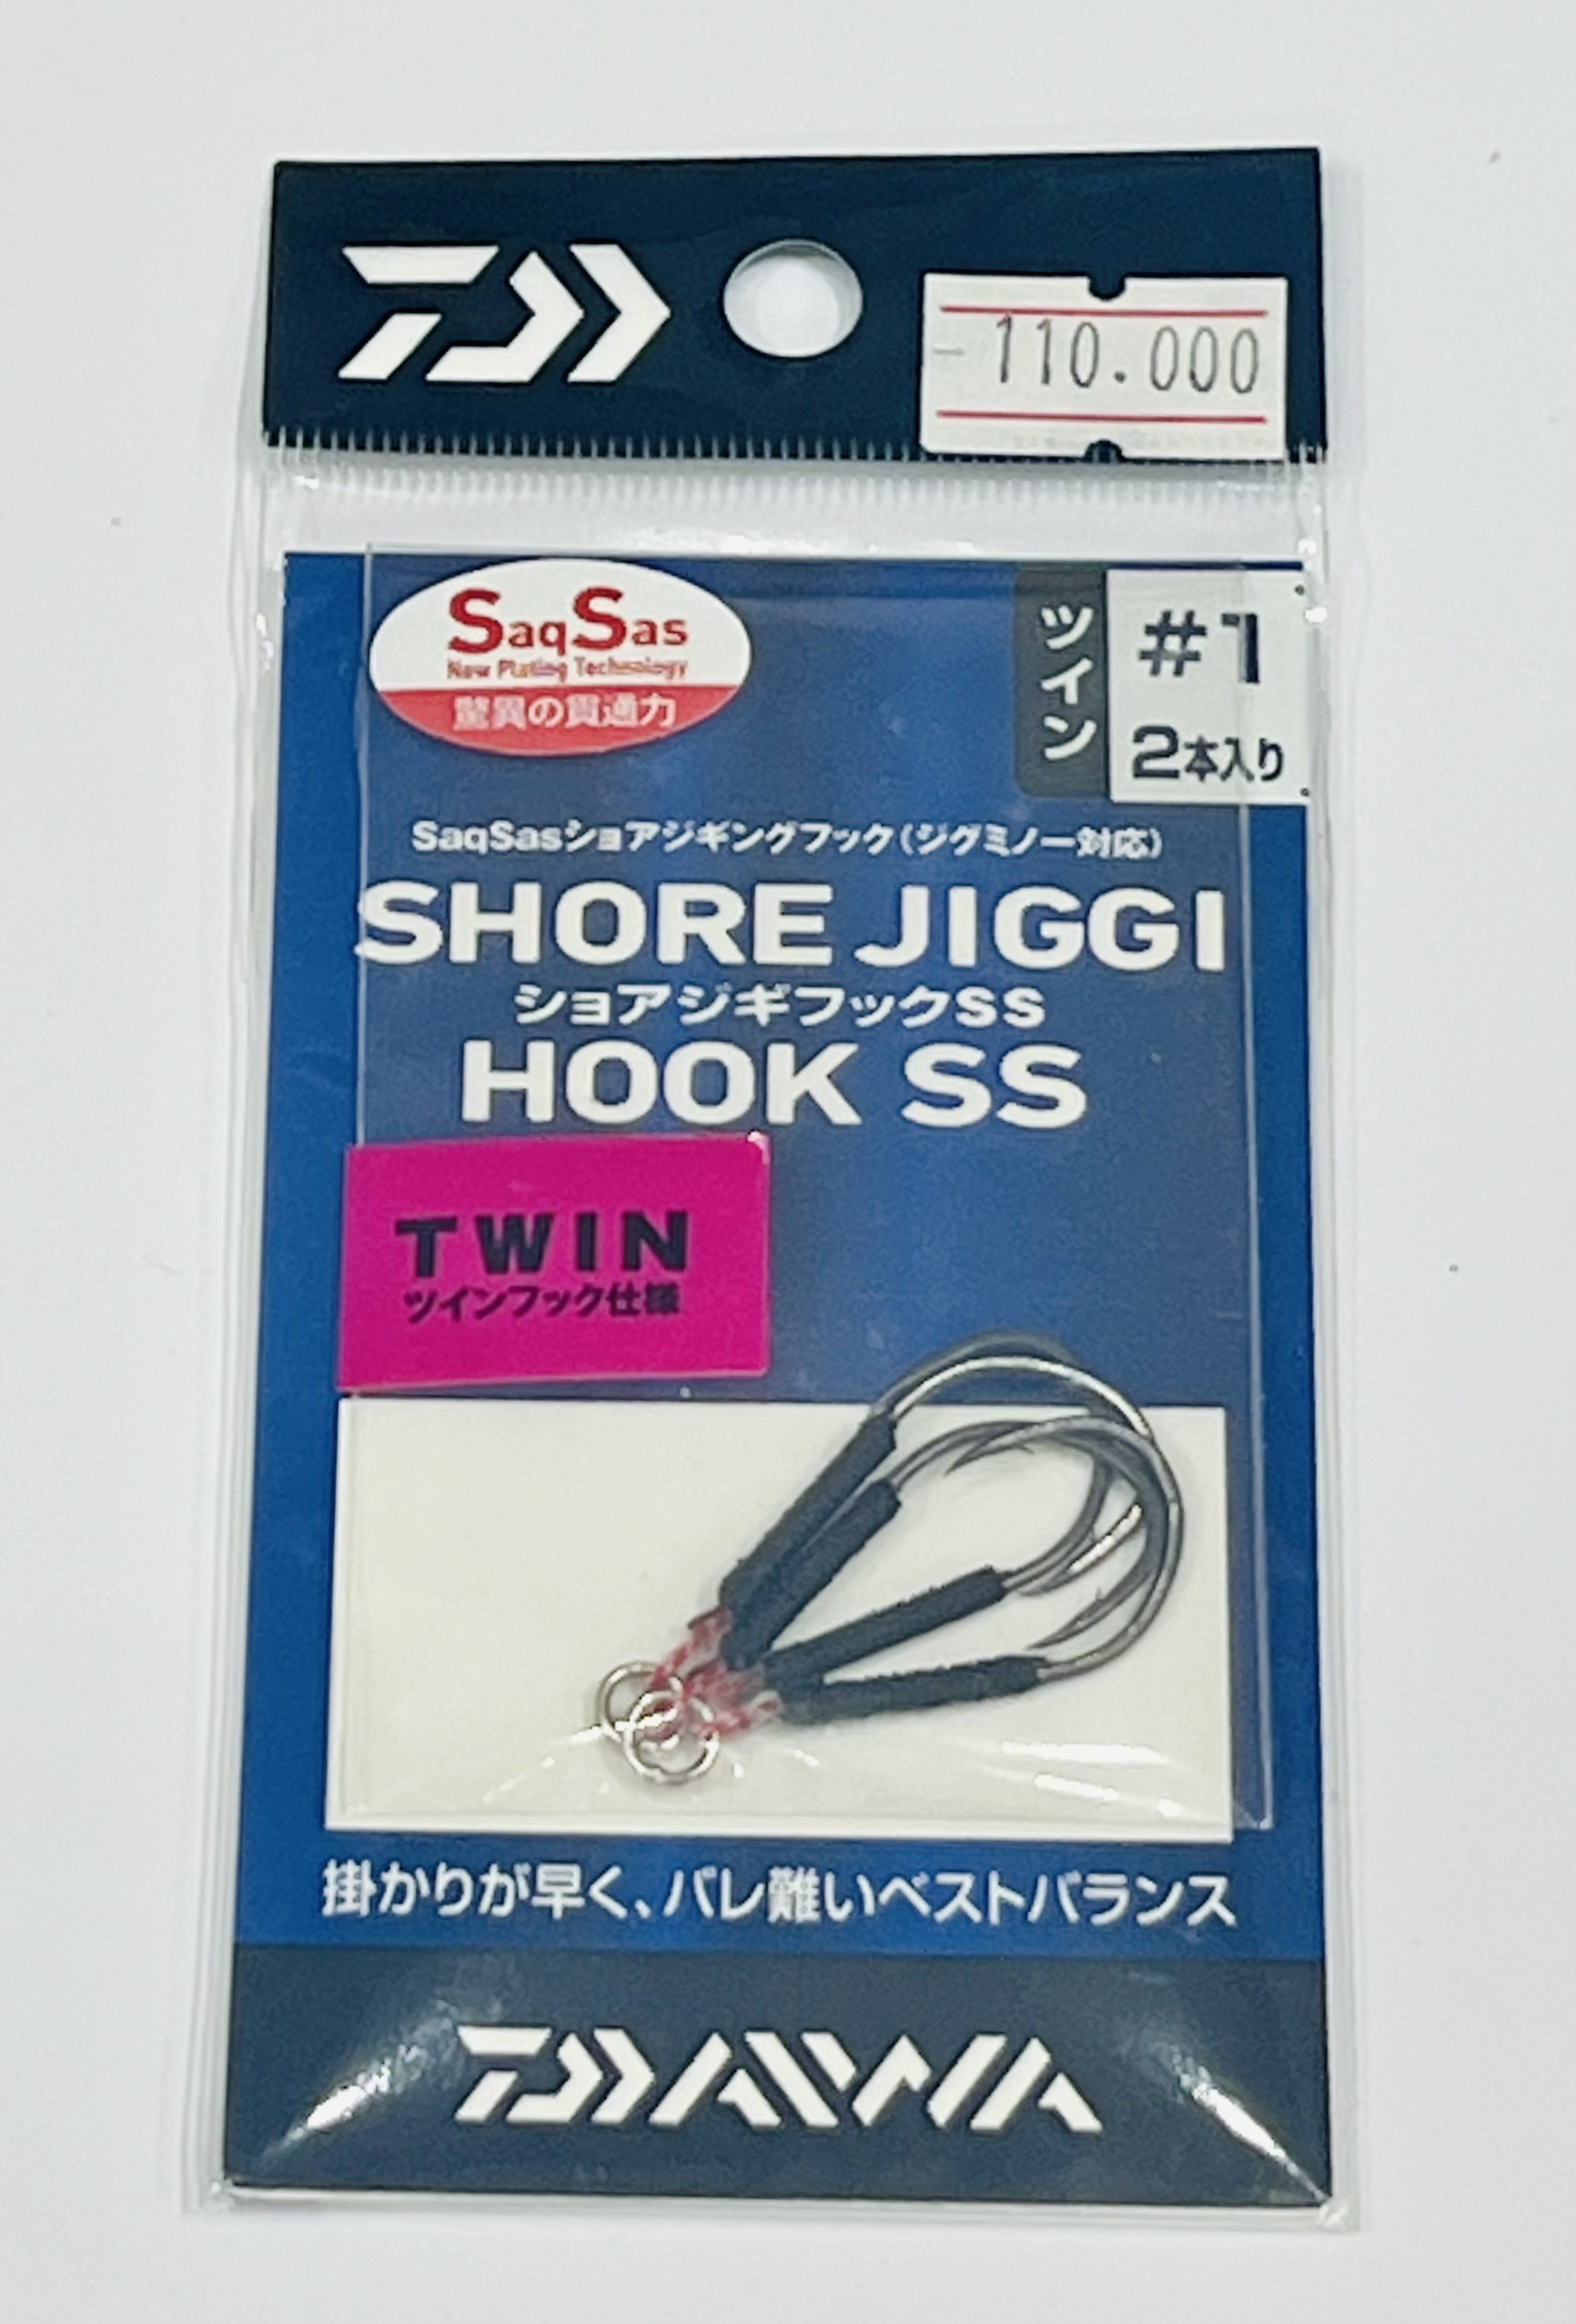 -110.000
SaqSas
New Plating Technology
驚異の貫通力
ツイン
#1
2本入り
SaqSasショアジギングフック(ジグミノー対応)
SHORE JIGGI
ショアジギフックSS
HOOK SS
TWIN
ツインフック仕様
掛かりが早く、バレ難いベストバランス
DAIWA